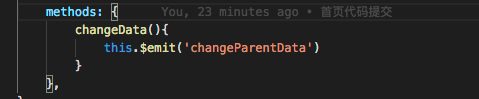 methods: {    You, 23 minutes ago • 首页代码提交
    changeData(){
        this.$emit('changeParentData')
    }
},